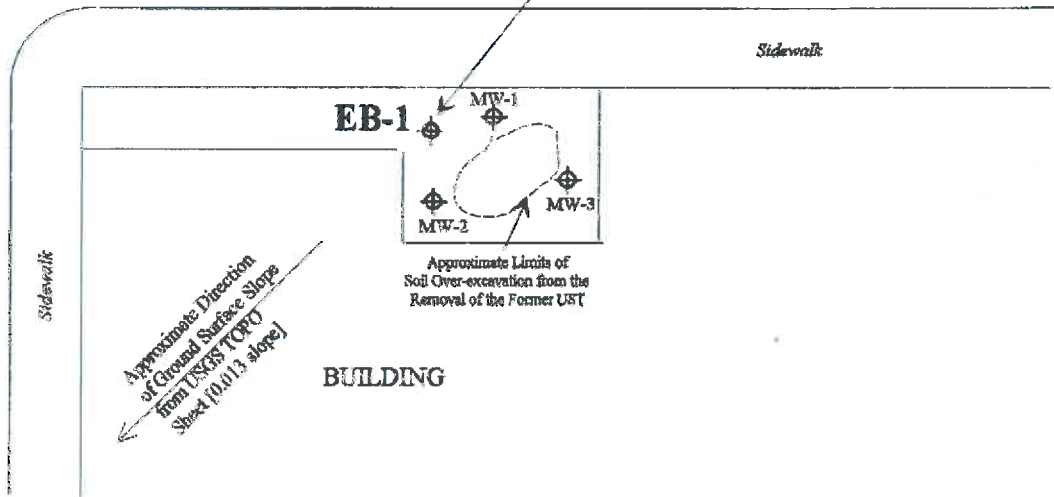 Sidewalk
EB-1
MW-1
MW-3
MW-2
Approximate Limits of
Soil Over-excavation from the
Removal of the Former UST
Sidewalk
Approximate Direction
of Ground Surface Slope
from USGS TOPO
Sheet [0.013 slope]
BUILDING